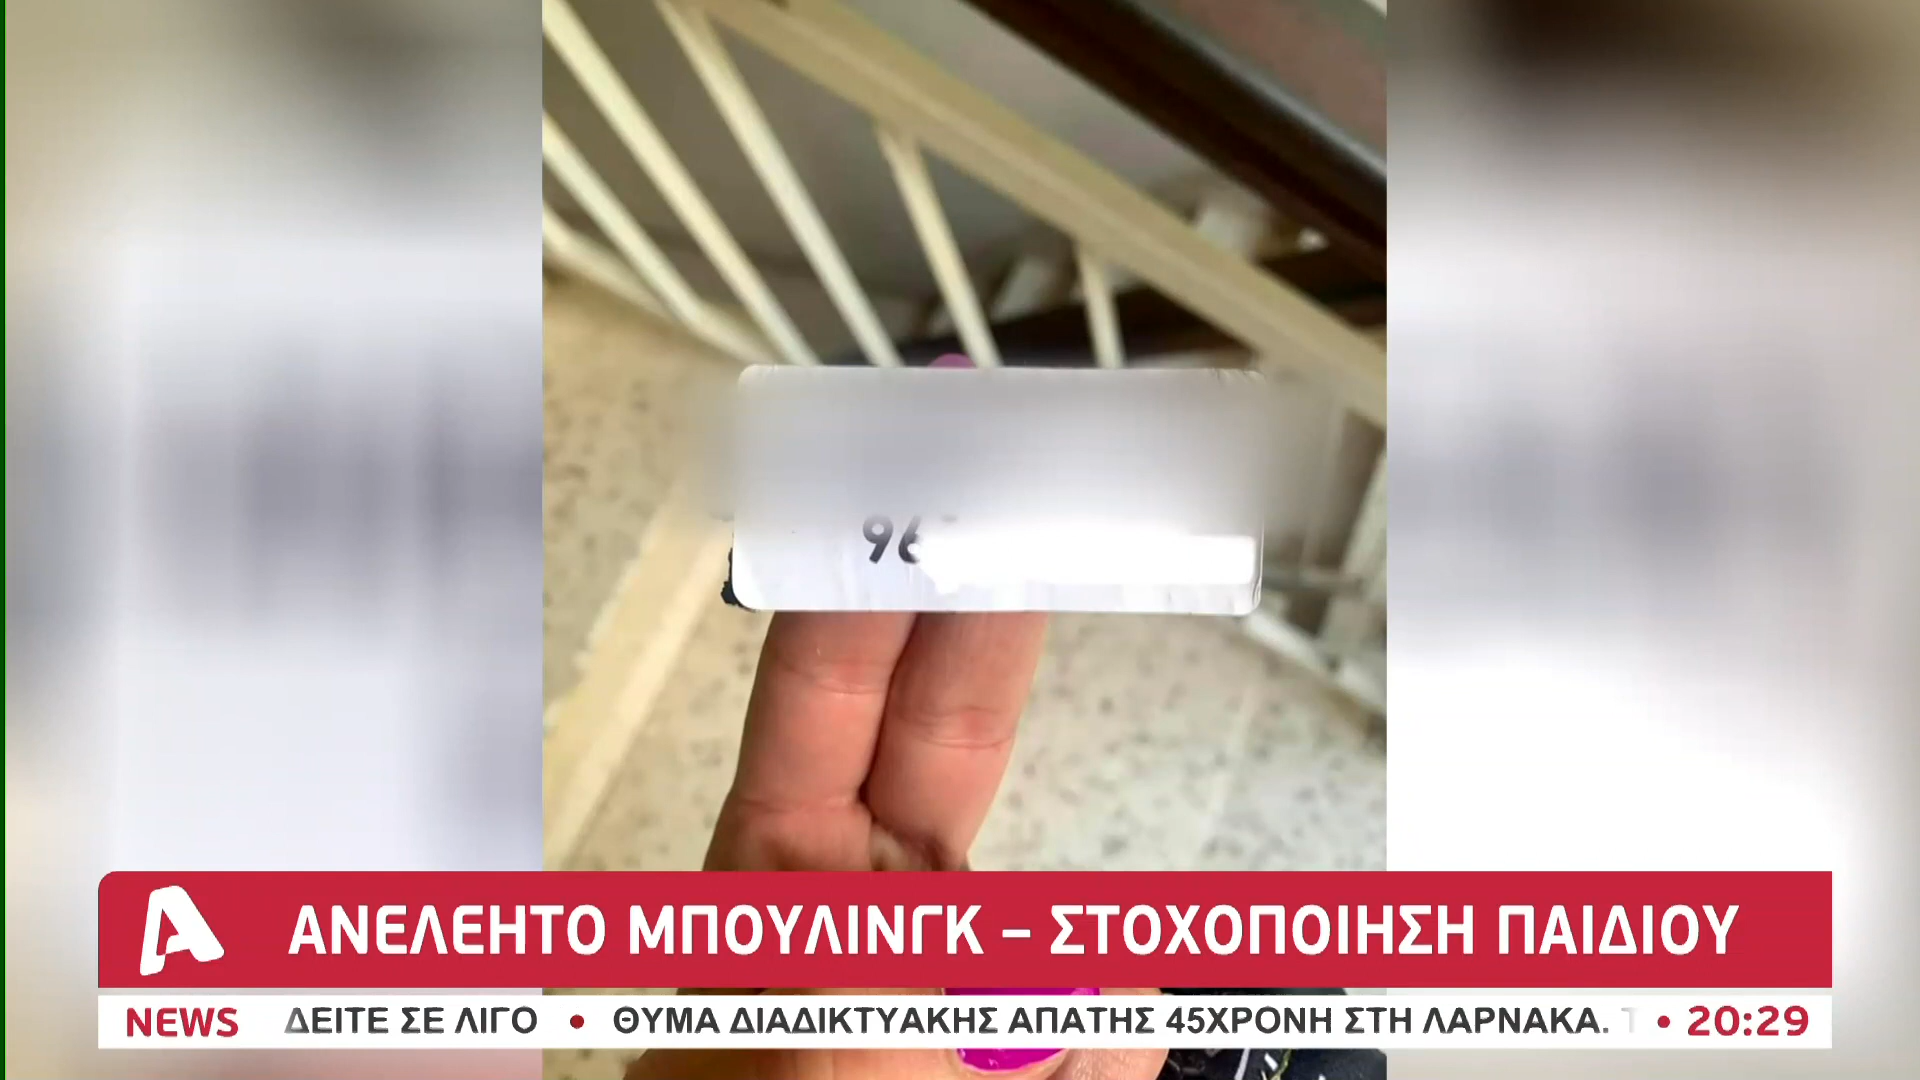 96
ΑΝΕΛΕΗΤΟ ΜΠΟΥΛΙΝΓΚ – ΣΤΟΧΟΠΟΙΗΣΗ ΠΑΙΔΙΟΥ
NEWS ΔΕΙΤΕ ΣΕ ΛΙΓΟ • ΘΥΜΑ ΔΙΑΔΙΚΤΥΑΚΗΣ ΑΠΑΤΗΣ 45ΧΡΟΝΗ ΣΤΗ ΛΑΡΝΑΚΑ. • 20:29